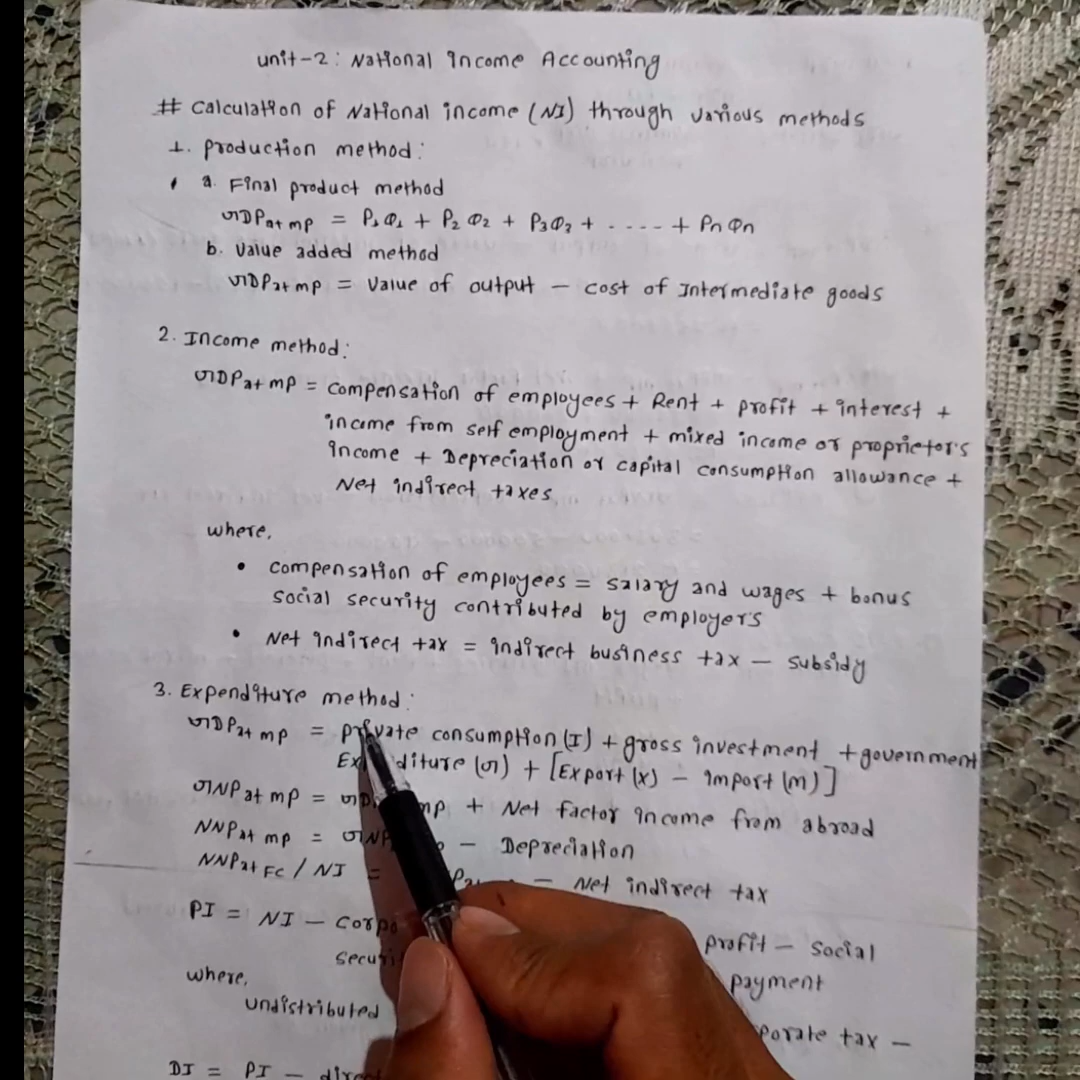 unit-2: National Income Accounting
# Calculation of National income (NI) through various methods
1. production method:
a. Final product method
GDPat mp = P1Q1 + P2Q2 + P3Q3 + ---- + PnQn
b. Value added method
GDPat mp = Value of output - cost of Intermediate goods
2. Income method:
GDPat mp = compensation of employees + Rent + profit + interest +
income from self employment + mixed income or proprietor's
income + Depreciation or capital consumption allowance +
Net indirect taxes
where,
• compensation of employees = salary and wages + bonus
social security contributed by employers
• Net indirect tax = indirect business tax - subsidy
3. Expenditure method:
GDPat mp = private consumption (I) + gross investment + government
(G) + [Export (X) - Import (M)]
GNPat mp = mp + Net factor income from abroad
NNPat mp = - Depreciation
NNPat FC / NI = - Net indirect tax
PI = NI - profit - social
payment
where,
undistributed tax -
DI = PI -